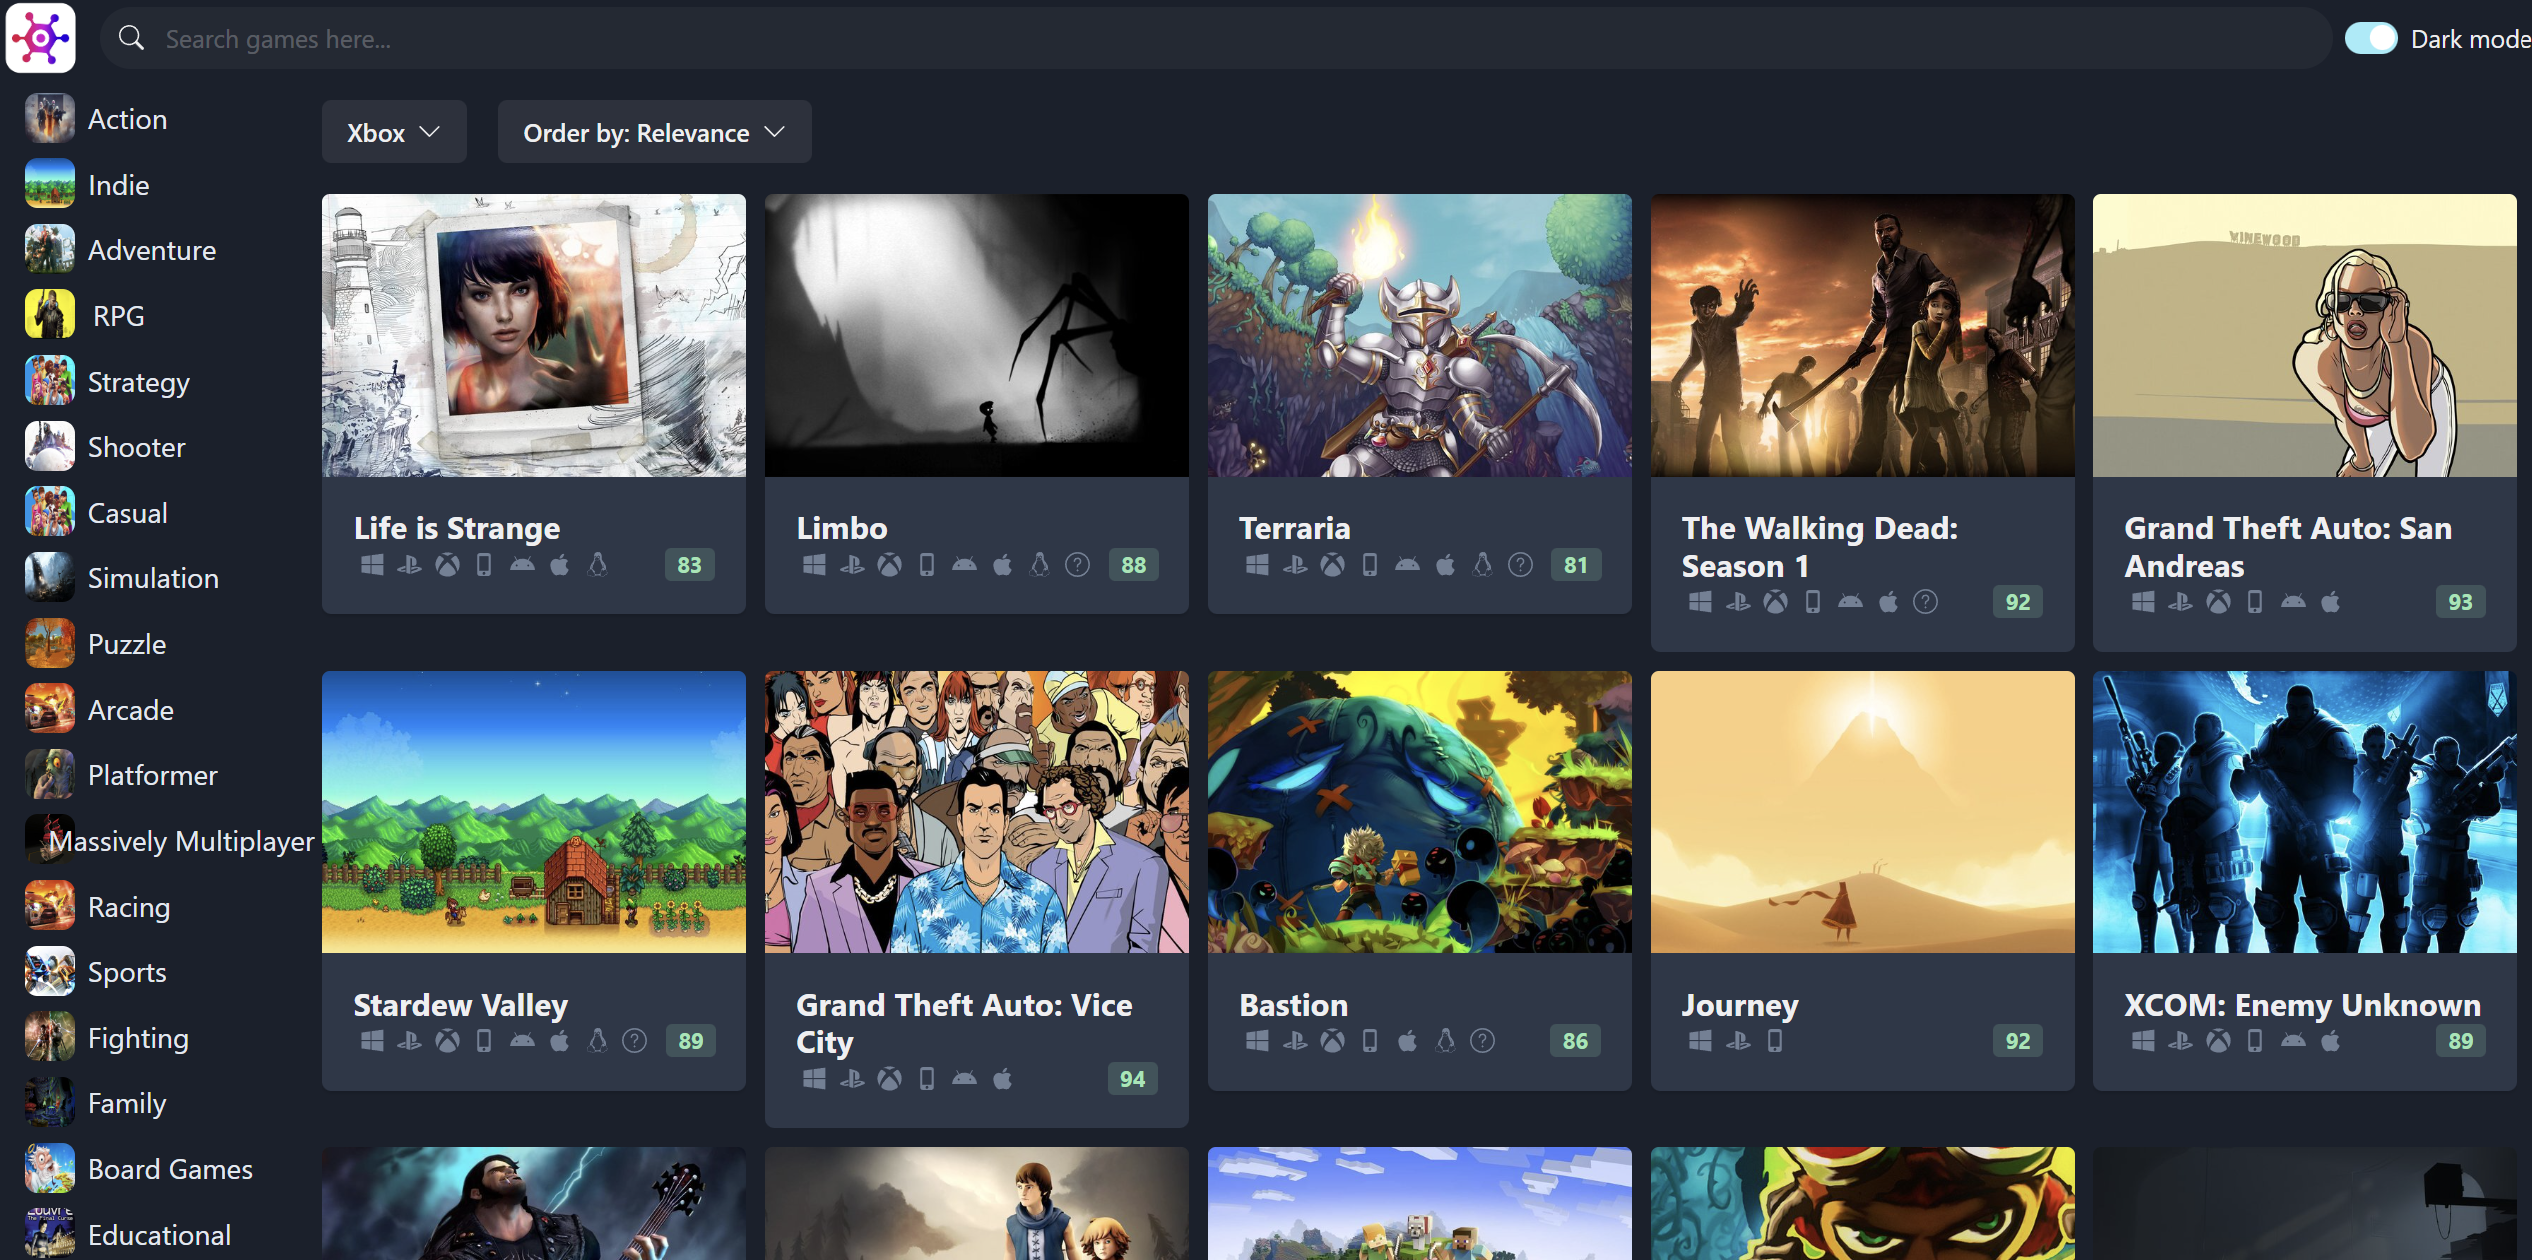 Search games here...
Dark mode
Action
Indie
Adventure
RPG
Strategy
Shooter
Casual
Simulation
Puzzle
Arcade
Platformer
Massively Multiplayer
Racing
Sports
Fighting
Family
Board Games
Educational
Xbox
Order by: Relevance
Life is Strange
83
Limbo
88
Terraria
81
The Walking Dead:
Season 1
92
VINEWOOD
Grand Theft Auto: San
Andreas
93
Stardew Valley
89
Grand Theft Auto: Vice
City
94
Bastion
86
Journey
92
XCOM: Enemy Unknown
89